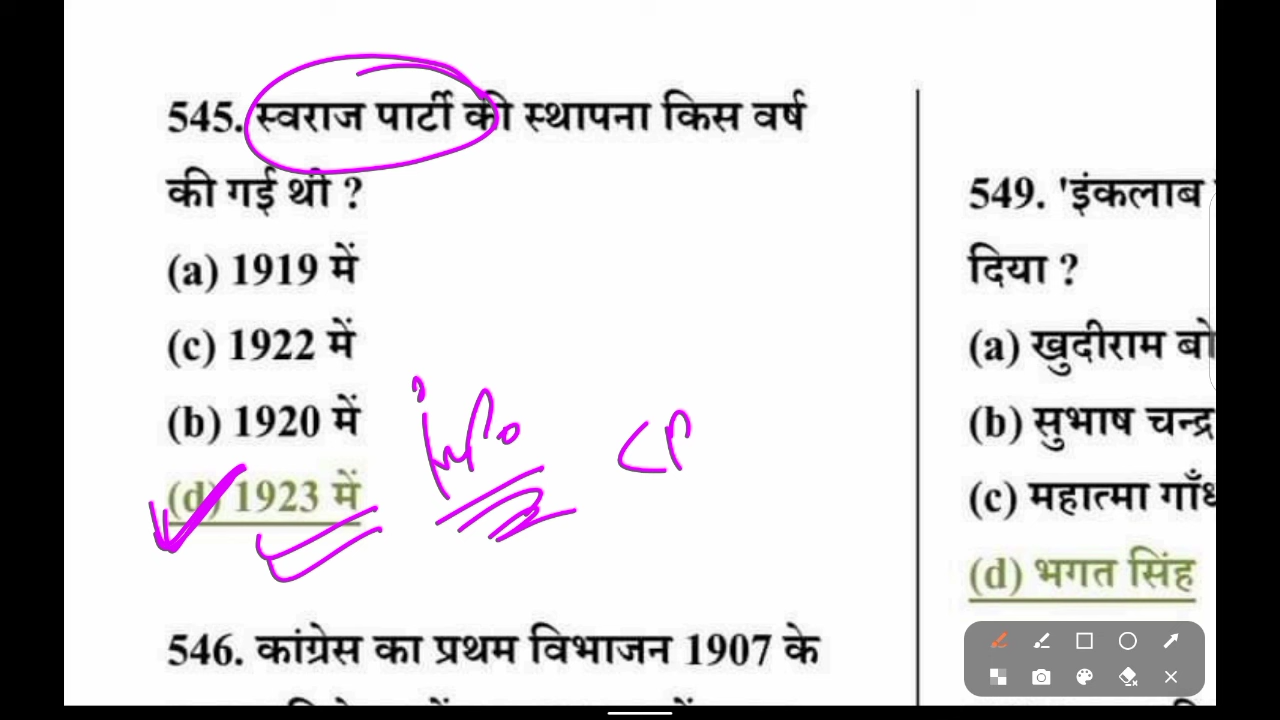 545. स्वराज पार्टी की स्थापना किस वर्ष
की गई थी ?
(a) 1919 में
(c) 1922 में
(b) 1920 में
(d) 1923 में
546. कांग्रेस का प्रथम विभाजन 1907 के
549. 'इंकलाब
दिया ?
(a) खुदीराम
(b) सुभाष चन्द्र
(c) महात्मा
(d) भगत सिंह